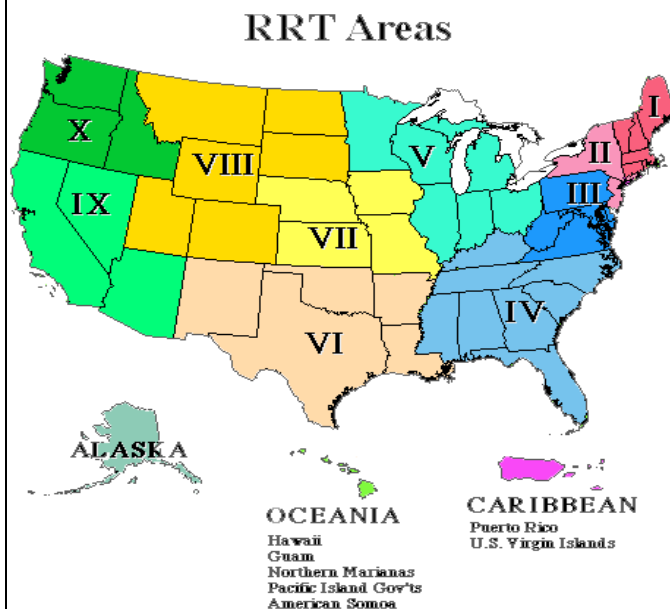 RRT Areas
I
X
II
V
VIII
III
IX
VII
IV
VI
ALASKA
OCEANIA
Hawaii
Guam
Northern Marianas
Pacific Island Gov'ts
American Somoa
CARIBBEAN
Puerto Rico
U.S. Virgin Islands